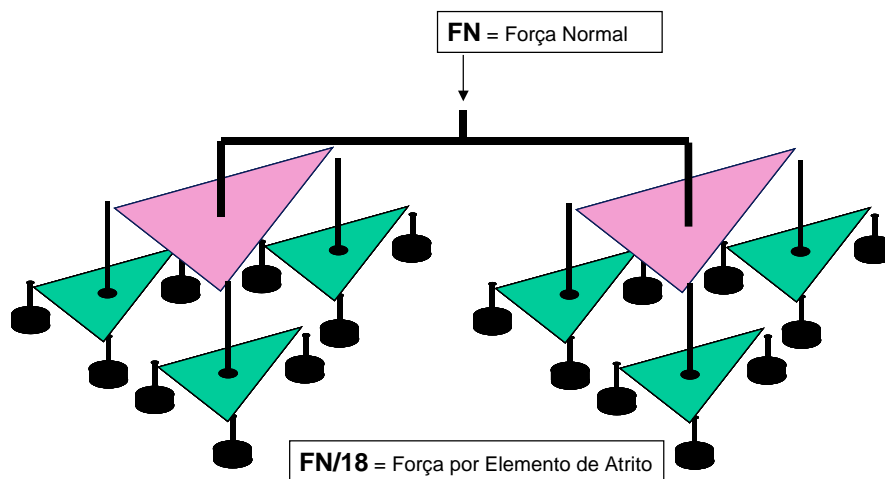 FN = Força Normal
FN/18 = Força por Elemento de Atrito